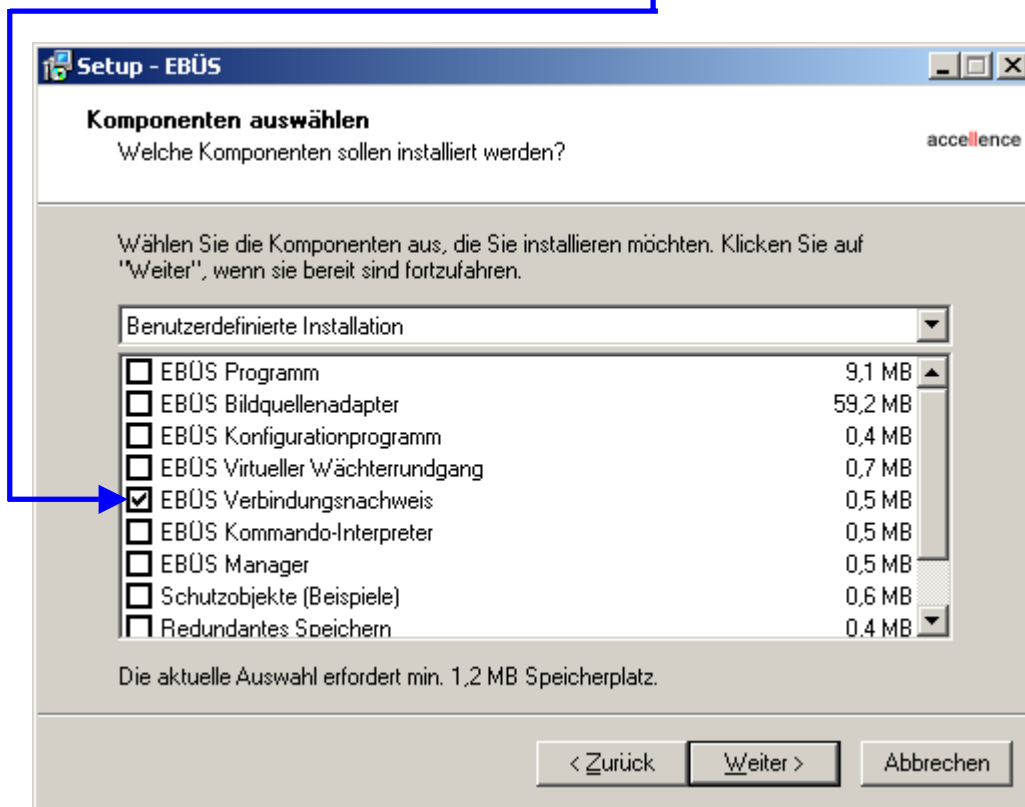 Setup - EBÜS
Komponenten auswählen
Welche Komponenten sollen installiert werden?
accellence
Wählen Sie die Komponenten aus, die Sie installieren möchten. Klicken Sie auf
"Weiter", wenn sie bereit sind fortzufahren.
Benutzerdefinierte Installation
EBÜS Programm 9,1 MB
EBÜS Bildquellenadapter 59,2 MB
EBÜS Konfigurationprogramm 0,4 MB
EBÜS Virtueller Wächterrundgang 0,7 MB
EBÜS Verbindungsnachweis 0,5 MB
EBÜS Kommando-Interpreter 0,5 MB
EBÜS Manager 0,5 MB
Schutzobjekte (Beispiele) 0,6 MB
Redundantes Speichern 0,4 MB
Die aktuelle Auswahl erfordert min. 1,2 MB Speicherplatz.
< Zurück Weiter > Abbrechen